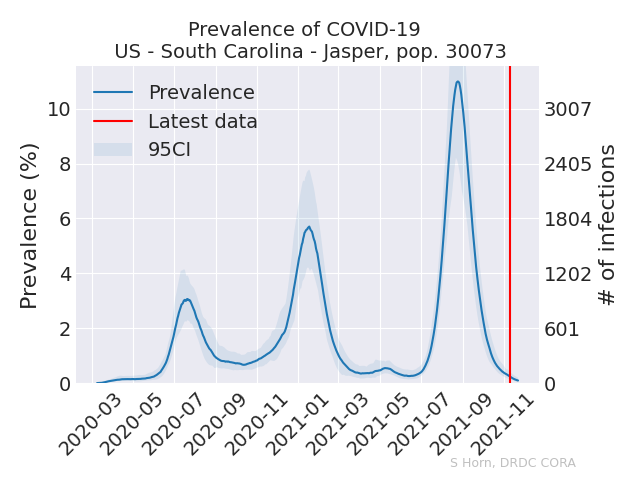 Prevalence of COVID-19
US - South Carolina - Jasper, pop. 30073
Prevalence
Latest data
95CI
Prevalence (%)
10
8
6
4
2
0
3007
2405
1804
1202
601
0
# of infections
2020-03
2020-05
2020-07
2020-09
2020-11
2021-01
2021-03
2021-05
2021-07
2021-09
2021-11
S Horn, DRDC CORA